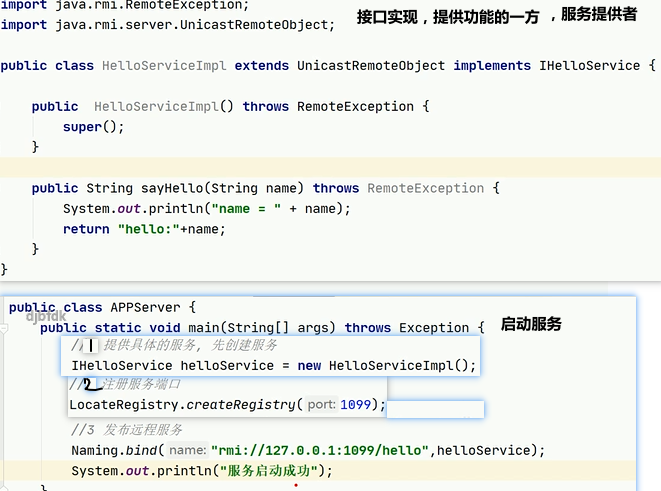 import java.rmi.RemoteException;
接口实现，提供功能的一方 ，服务提供者
import java.rmi.server.UnicastRemoteObject;
public class HelloServiceImpl extends UnicastRemoteObject implements IHelloService {
public HelloServiceImpl() throws RemoteException {
super();
}
public String sayHello(String name) throws RemoteException {
System.out.println("name = " + name);
return "hello:"+name;
}
}
public class APPServer {
djbfdk
public static void main(String[] args) throws Exception {
启动服务
//1 提供具体的服务, 先创建服务
IHelloService helloService = new HelloServiceImpl();
//2 注册服务端口
LocateRegistry.createRegistry( port: 1099);
//3 发布远程服务
Naming.bind( name: "rmi://127.0.0.1:1099/hello",helloService);
System.out.println("服务启动成功");
}